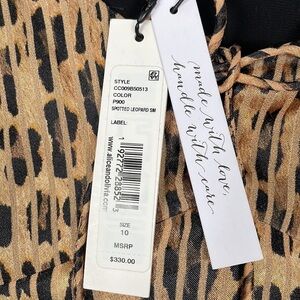 STYLE
CC009B50513
COLOR
P900
SPOTTED LEOPARD SM
LABEL:
www.aliceandolivia.com
SIZE
10
MSRP
$330.00
made with love,
handle with care